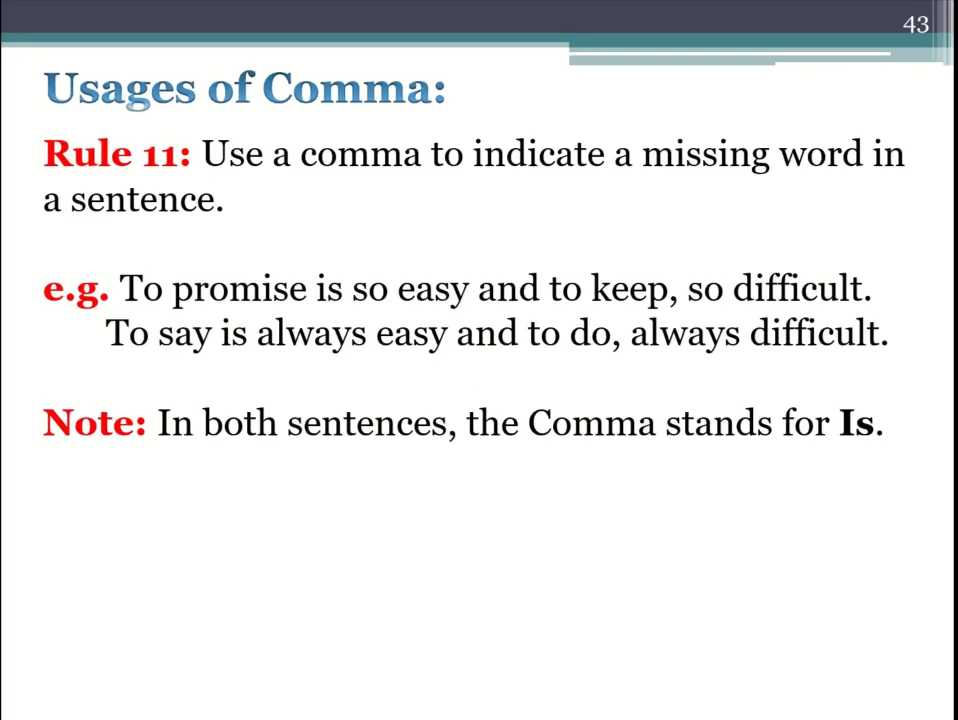 43
Usages of Comma:
Rule 11: Use a comma to indicate a missing word in
a sentence.
e.g. To promise is so easy and to keep, so difficult.
To say is always easy and to do, always difficult.
Note: In both sentences, the Comma stands for Is.